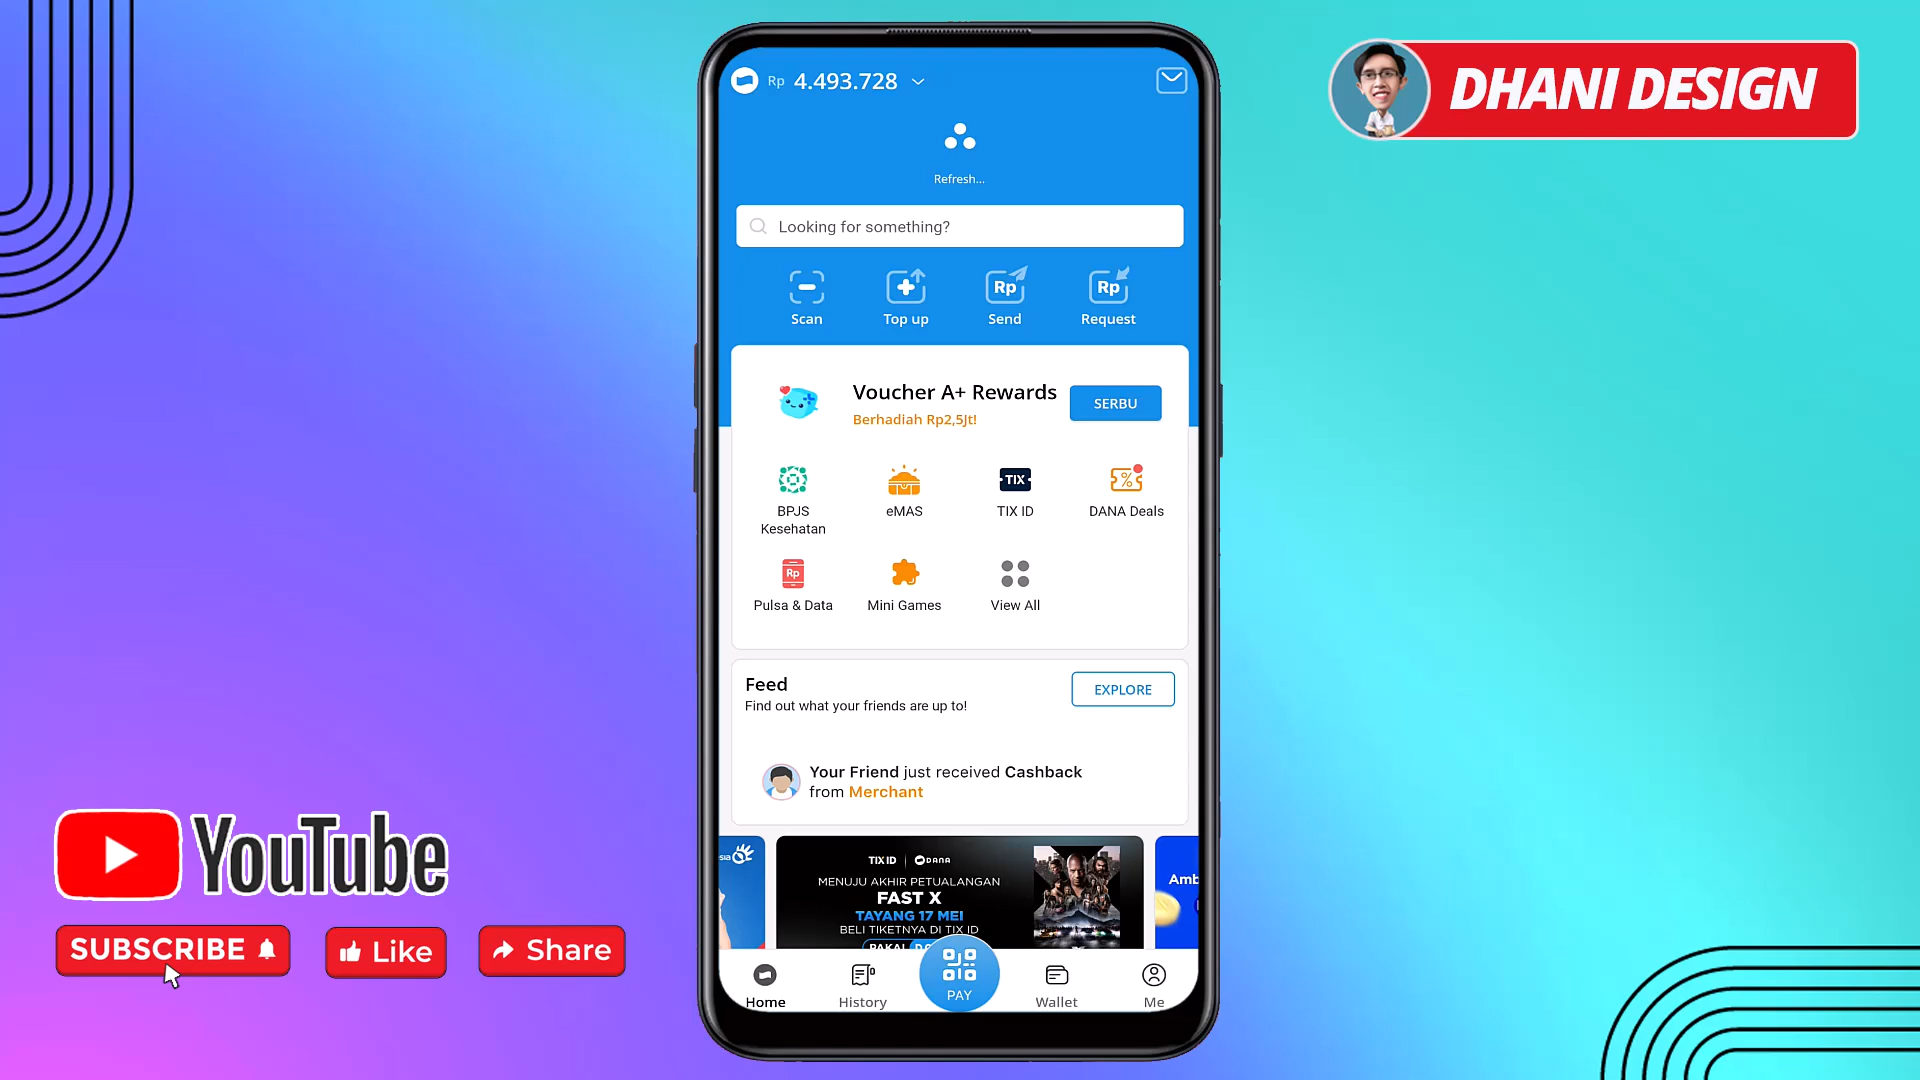 DHANI DESIGN
Rp 4.493.728
Refresh...
Looking for something?
Scan
Top up
Rp
Send
Rp
Request
Voucher A+ Rewards
Berhadiah Rp2,5Jt!
SERBU
BPJS
Kesehatan
eMAS
TIX
TIX ID
%
DANA Deals
Rp
Pulsa & Data
Mini Games
View All
Feed
Find out what your friends are up to!
EXPLORE
Your Friend just received Cashback
from Merchant
TIX ID | DANA
MENUJU AKHIR PETUALANGAN
FAST X
TAYANG 17 MEI
BELI TIKETNYA DI TIX ID
Amb
PAY
Home
History
Wallet
Me
YouTube
SUBSCRIBE
Like
Share